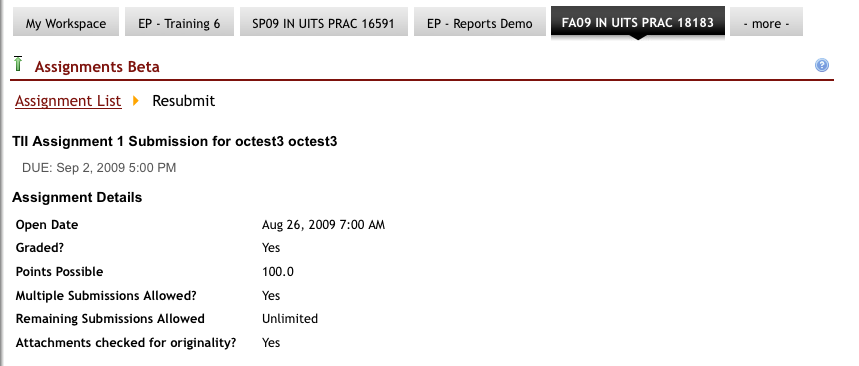 My Workspace EP - Training 6 SP09 IN UITS PRAC 16591 EP - Reports Demo FA09 IN UITS PRAC 18183 - more -
Assignments Beta ?
Assignment List Resubmit
TII Assignment 1 Submission for octest3 octest3
DUE: Sep 2, 2009 5:00 PM
Assignment Details
Open Date Aug 26, 2009 7:00 AM
Graded? Yes
Points Possible 100.0
Multiple Submissions Allowed? Yes
Remaining Submissions Allowed Unlimited
Attachments checked for originality? Yes